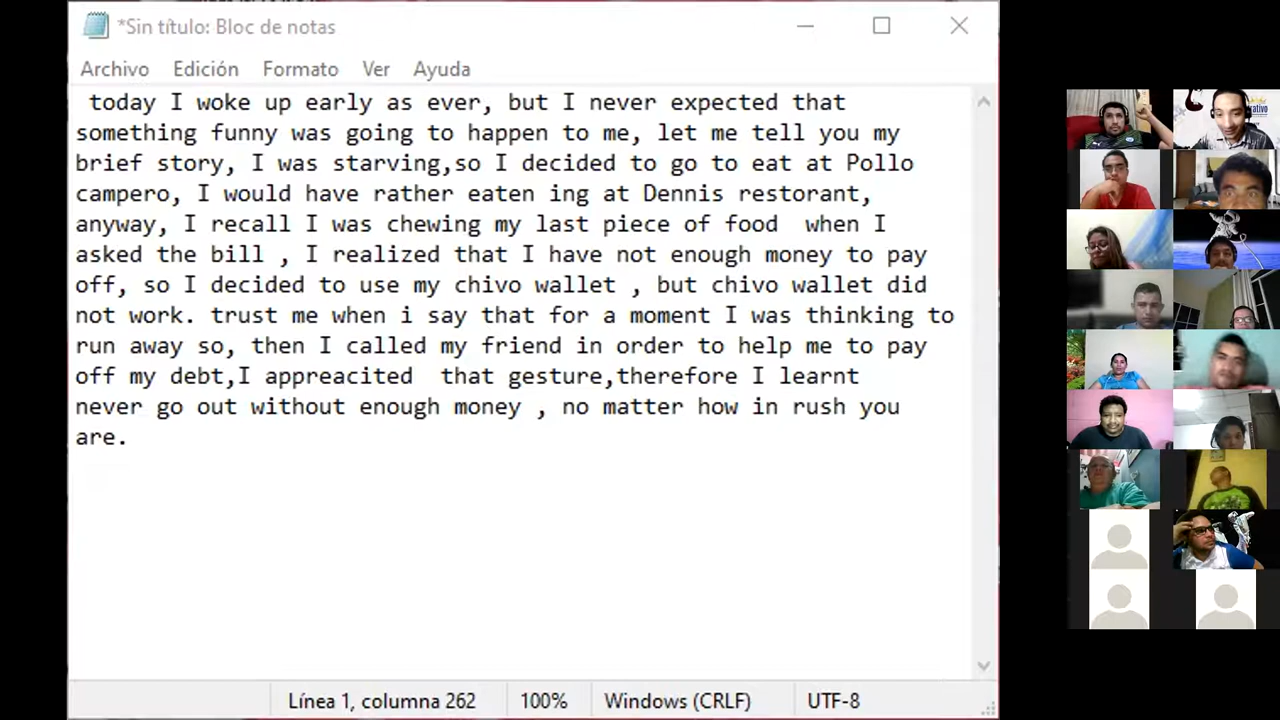 *Sin título: Bloc de notas
Archivo Edición Formato Ver Ayuda
today I woke up early as ever, but I never expected that
something funny was going to happen to me, let me tell you my
brief story, I was starving,so I decided to go to eat at Pollo
campero, I would have rather eaten ing at Dennis restorant,
anyway, I recall I was chewing my last piece of food  when I
asked the bill , I realized that I have not enough money to pay
off, so I decided to use my chivo wallet , but chivo wallet did
not work. trust me when i say that for a moment I was thinking to
run away so, then I called my friend in order to help me to pay
off my debt,I appreacited  that gesture,therefore I learnt
never go out without enough money , no matter how in rush you
are.
Línea 1, columna 262 100% Windows (CRLF) UTF-8